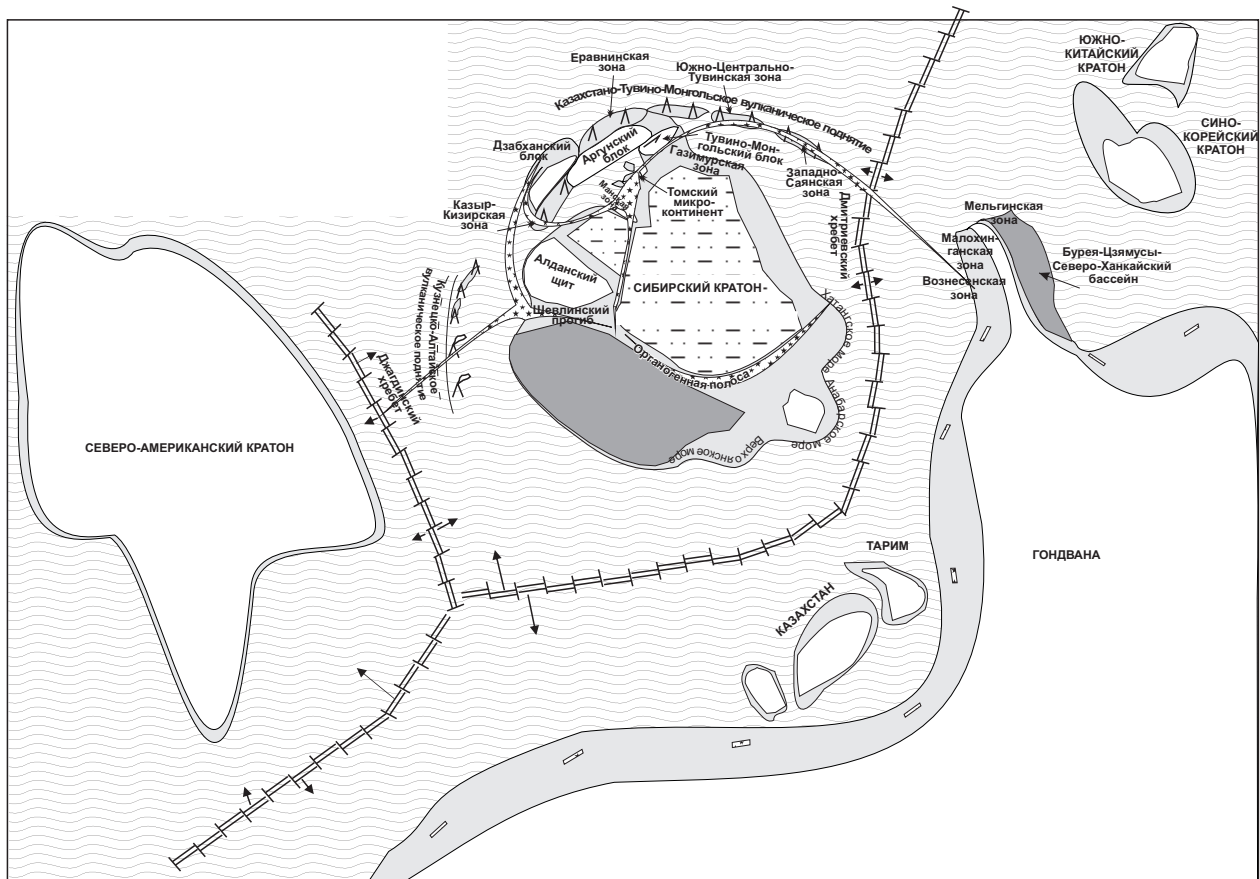 ЮЖНО-
КИТАЙСКИЙ
КРАТОН
СИНО-
КОРЕЙСКИЙ
КРАТОН
Еравнинская
зона
Южно-Центрально-
Тувинская зона
Казахстано-Тувино-Монгольское вулканическое поднятие
Дзабханский
блок
Аргунский
блок
Тувино-Мон-
гольский блок
Газимурская
зона
Западно-
Саянская
зона
Манская
зона
Томский
микро-
континент
Казыр-
Кизирская
зона
Алданский
щит
СИБИРСКИЙ КРАТОН
Шевлинский
прогиб
Органогенная полоса
Дмитриевский
хребет
Хатангское море
Анабарское море
Верхоянское море
Мельгинская
зона
Малохин-
ганская
зона
Вознесенская
зона
Бурея-Цзямусы-
Северо-Ханкайский
бассейн
Кузнецко-Алтайское
вулканическое поднятие
Джагдинский
хребет
СЕВЕРО-АМЕРИКАНСКИЙ КРАТОН
ТАРИМ
КАЗАХСТАН
ГОНДВАНА